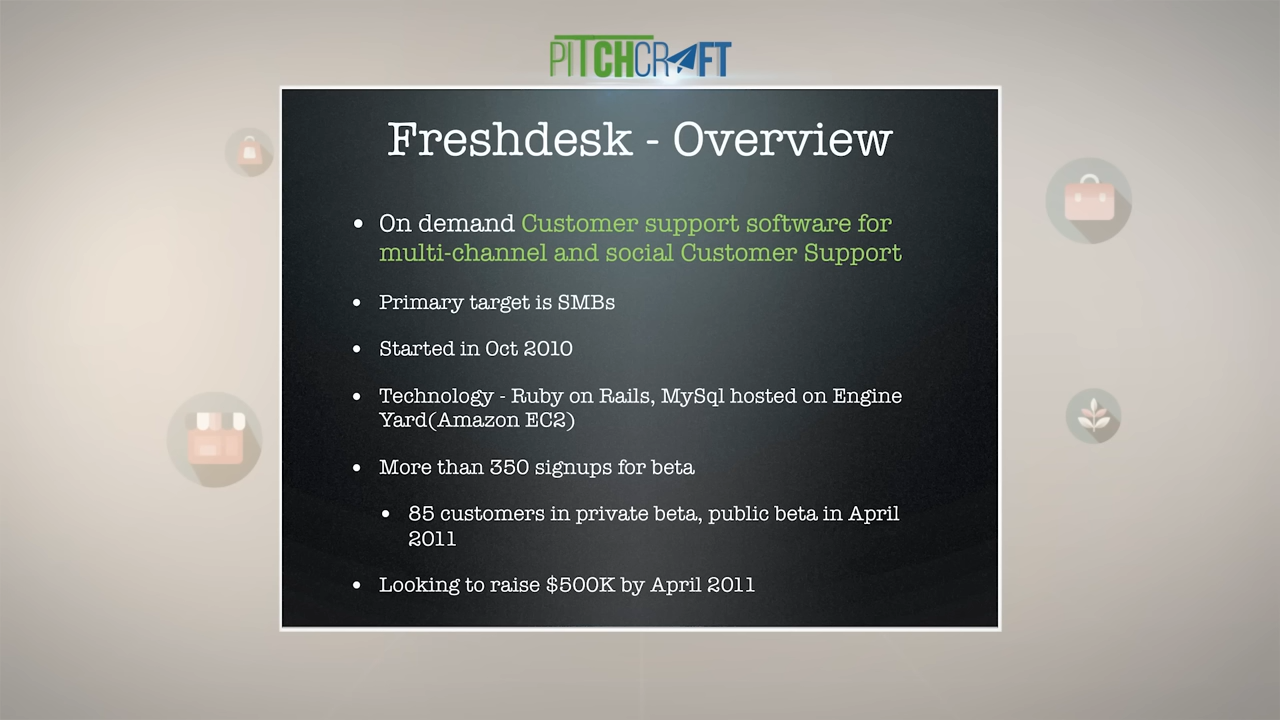 PITCHCRAFT
Freshdesk - Overview
• On demand Customer support software for
multi-channel and social Customer Support
• Primary target is SMBs
• Started in Oct 2010
• Technology - Ruby on Rails, MySql hosted on Engine
Yard(Amazon EC2)
• More than 350 signups for beta
• 85 customers in private beta, public beta in April
2011
• Looking to raise $500K by April 2011